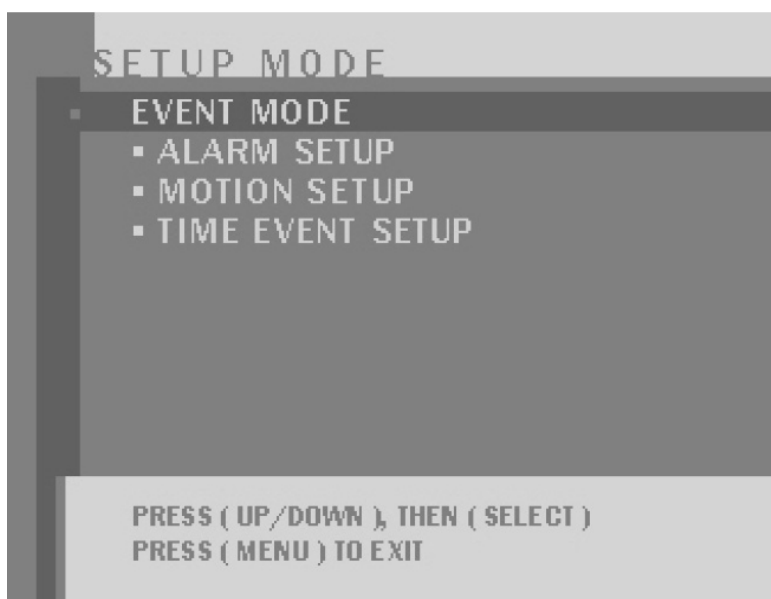 SETUP MODE
EVENT MODE
▪ ALARM SETUP
▪ MOTION SETUP
▪ TIME EVENT SETUP
PRESS ( UP/DOWN ), THEN ( SELECT )
PRESS ( MENU ) TO EXIT